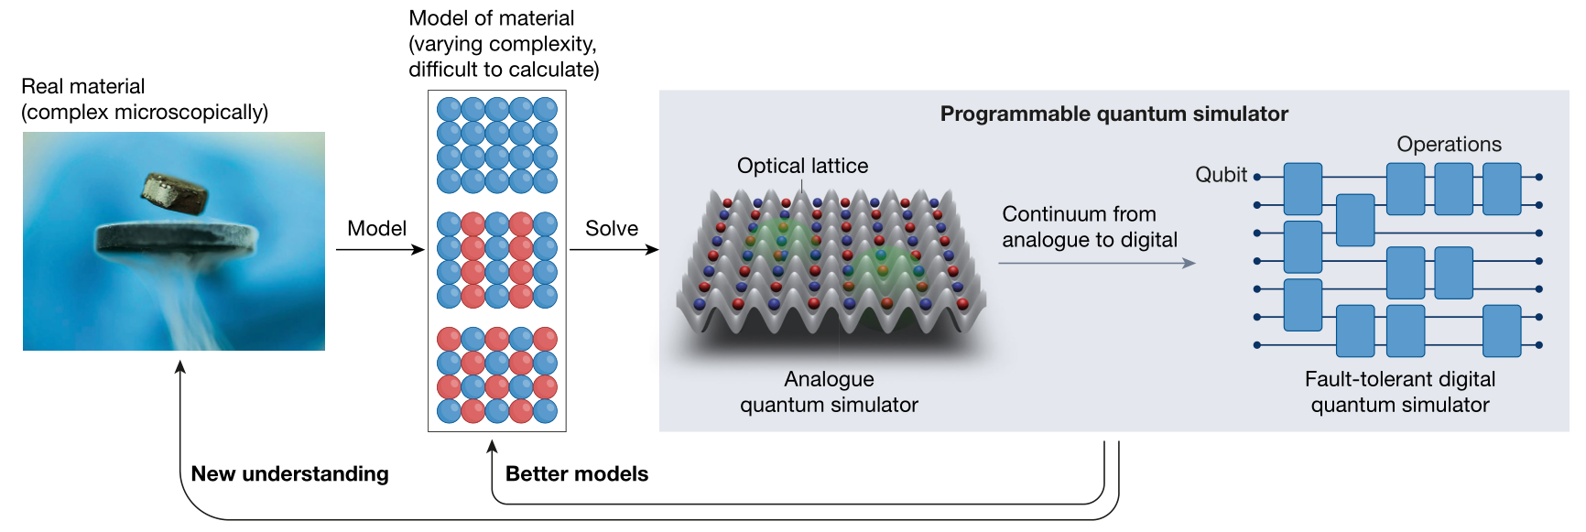 Model of material
(varying complexity,
difficult to calculate)
Real material
(complex microscopically)
Programmable quantum simulator
Optical lattice
Operations
Qubit
Model
Solve
Continuum from
analogue to digital
Analogue
quantum simulator
Fault-tolerant digital
quantum simulator
New understanding
Better models